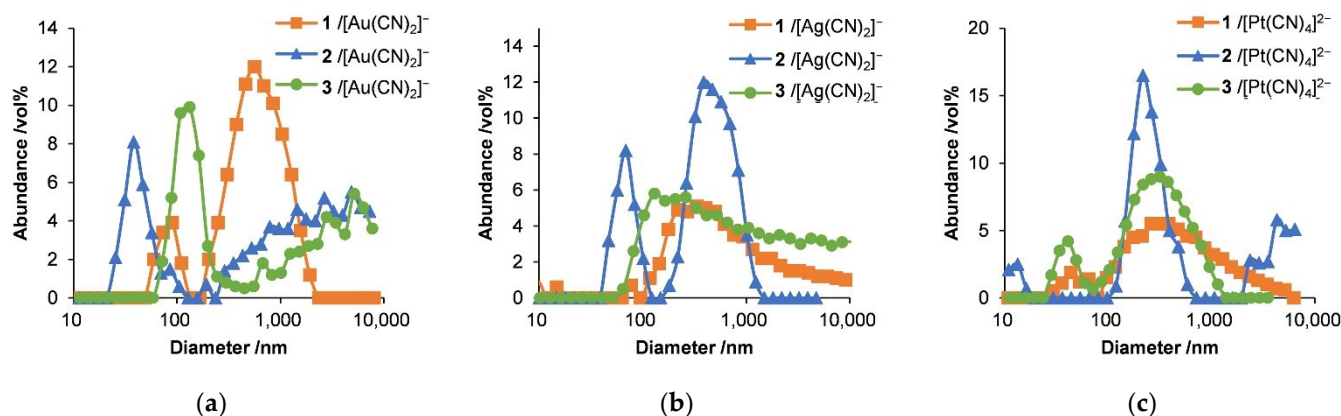 14
12
10
8
6
4
2
0
Abundance /vol%
10
100
1,000
10,000
Diameter /nm
1 /[Au(CN)₂]⁻
2 /[Au(CN)₂]⁻
3 /[Au(CN)₂]⁻
(a)
14
12
10
8
6
4
2
0
Abundance /vol%
10
100
1,000
10,000
Diameter /nm
1 /[Ag(CN)₂]⁻
2 /[Ag(CN)₂]⁻
3 /[Ag(CN)₂]⁻
(b)
20
15
10
5
0
Abundance /vol%
10
100
1,000
10,000
Diameter /nm
1 /[Pt(CN)₄]²⁻
2 /[Pt(CN)₄]²⁻
3 /[Pt(CN)₄]²⁻
(c)